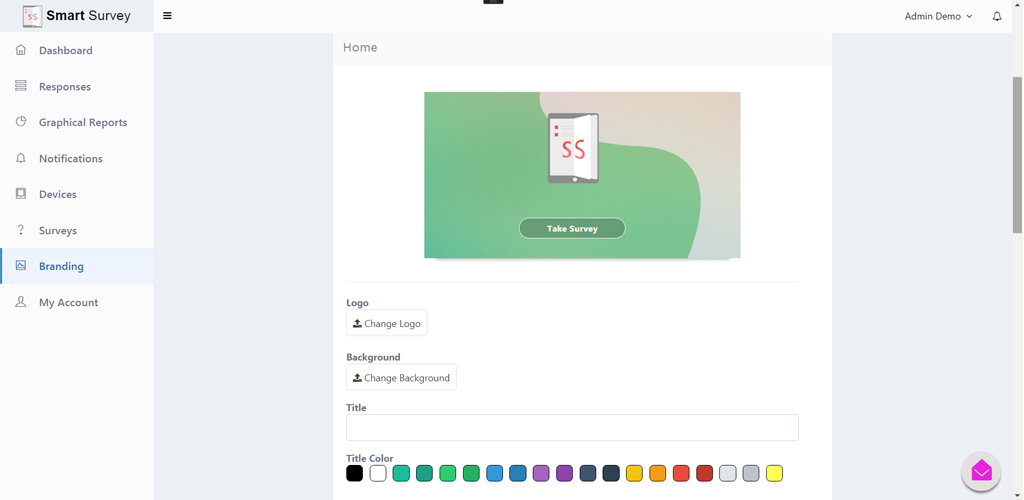 Smart Survey
Admin Demo
Dashboard
Responses
Graphical Reports
Notifications
Devices
Surveys
Branding
My Account
Home
SS
SS
Take Survey
Logo
Change Logo
Background
Change Background
Title
Title Color